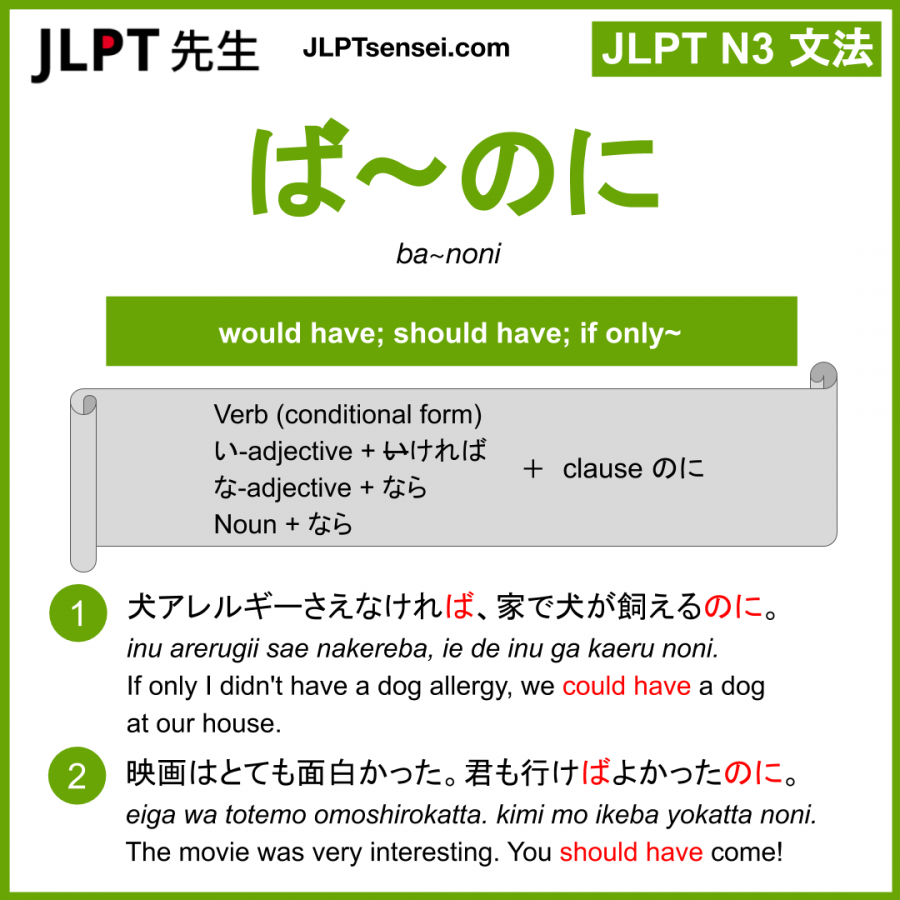 JLPT 先生
JLPTsensei.com
JLPT N3 文法
ば～のに
ba~noni
would have; should have; if only~
Verb (conditional form)
い-adjective + いければ
な-adjective + なら
Noun + なら
＋ clause のに
1 犬アレルギーさえなければ、家で犬が飼えるのに。
inu arerugii sae nakereba, ie de inu ga kaeru noni.
If only I didn't have a dog allergy, we could have a dog
at our house.
2 映画はとても面白かった。君も行けばよかったのに。
eiga wa totemo omoshirokatta. kimi mo ikeba yokatta noni.
The movie was very interesting. You should have come!